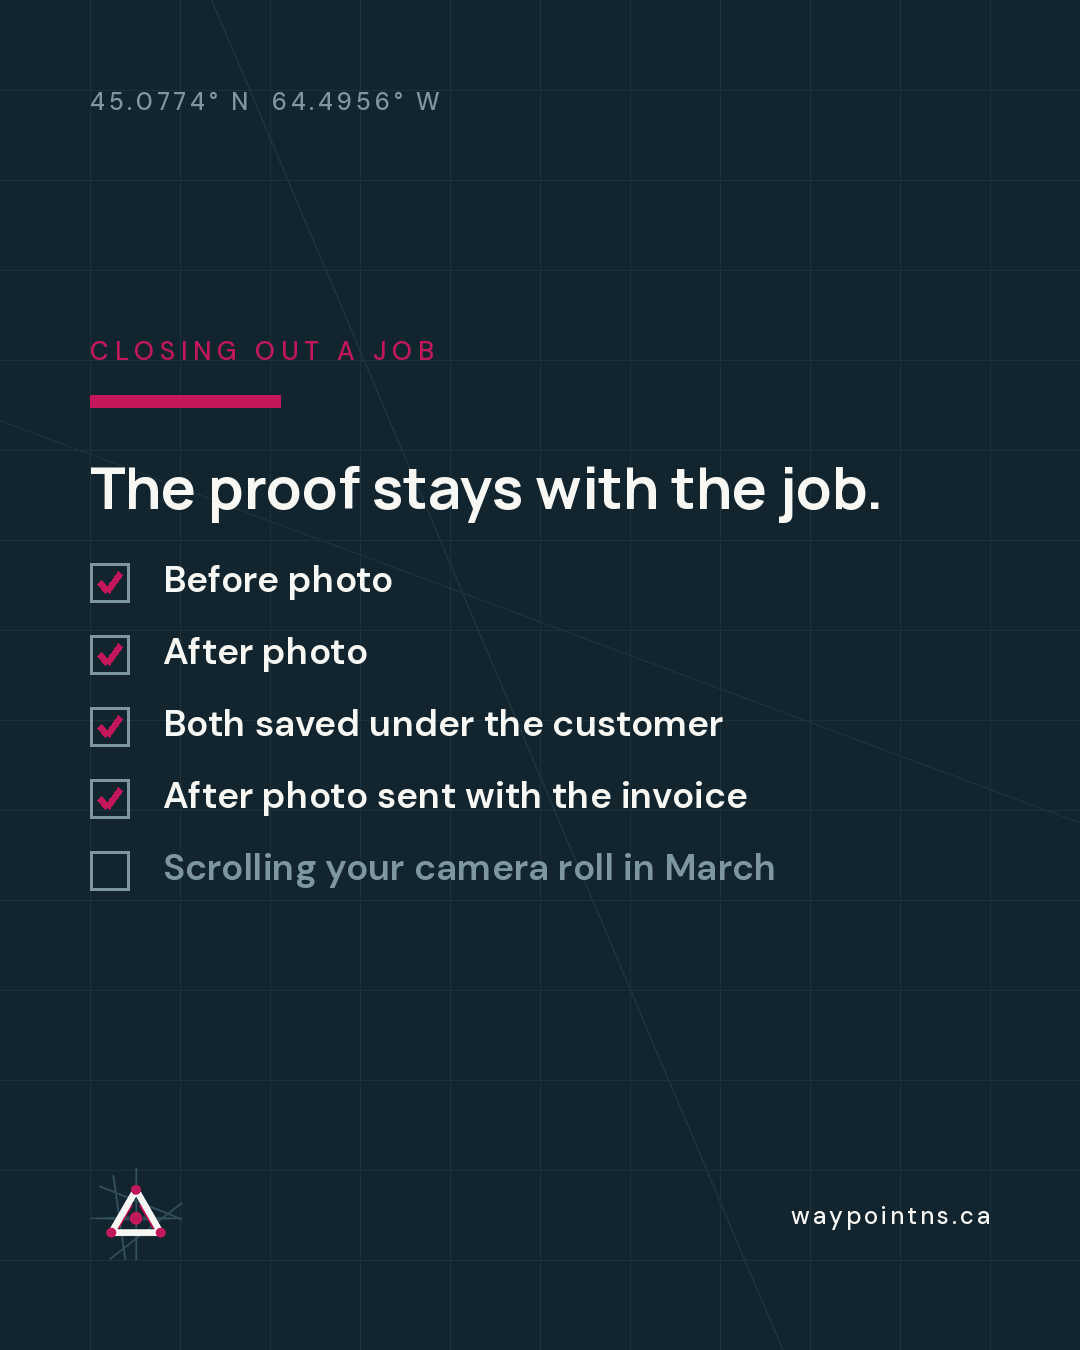 45.0774° N  64.4956° W
CLOSING OUT A JOB
The proof stays with the job.
Before photo
After photo
Both saved under the customer
After photo sent with the invoice
Scrolling your camera roll in March
waypointns.ca